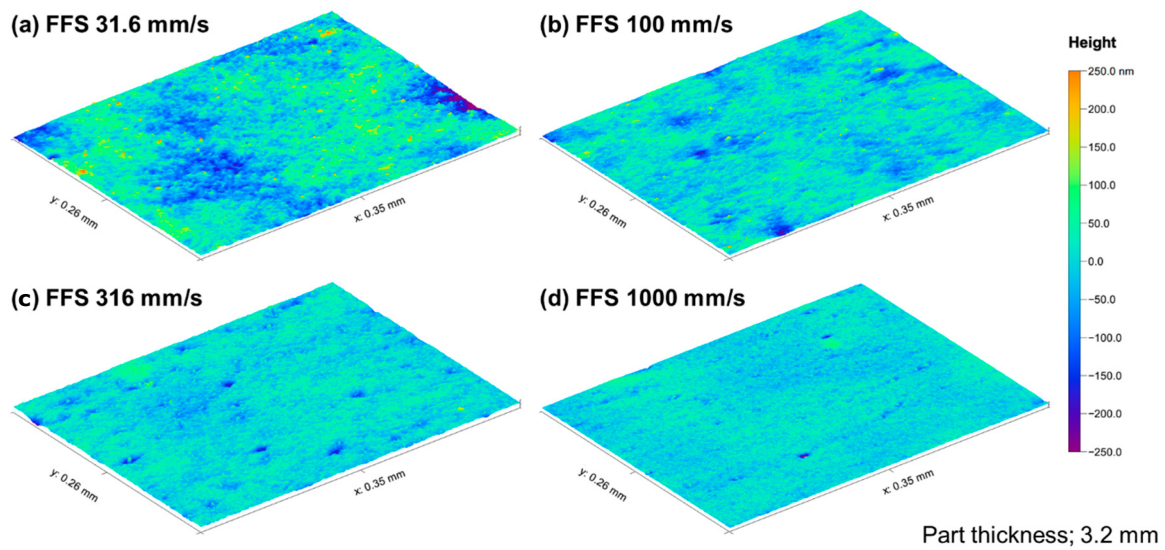 (a) FFS 31.6 mm/s
(b) FFS 100 mm/s
Height
250.0 nm
200.0
150.0
100.0
50.0
0.0
−50.0
−100.0
−150.0
−200.0
−250.0
y: 0.26 mm
x: 0.35 mm
y: 0.26 mm
x: 0.35 mm
(c) FFS 316 mm/s
(d) FFS 1000 mm/s
y: 0.26 mm
x: 0.35 mm
y: 0.26 mm
x: 0.35 mm
Part thickness; 3.2 mm